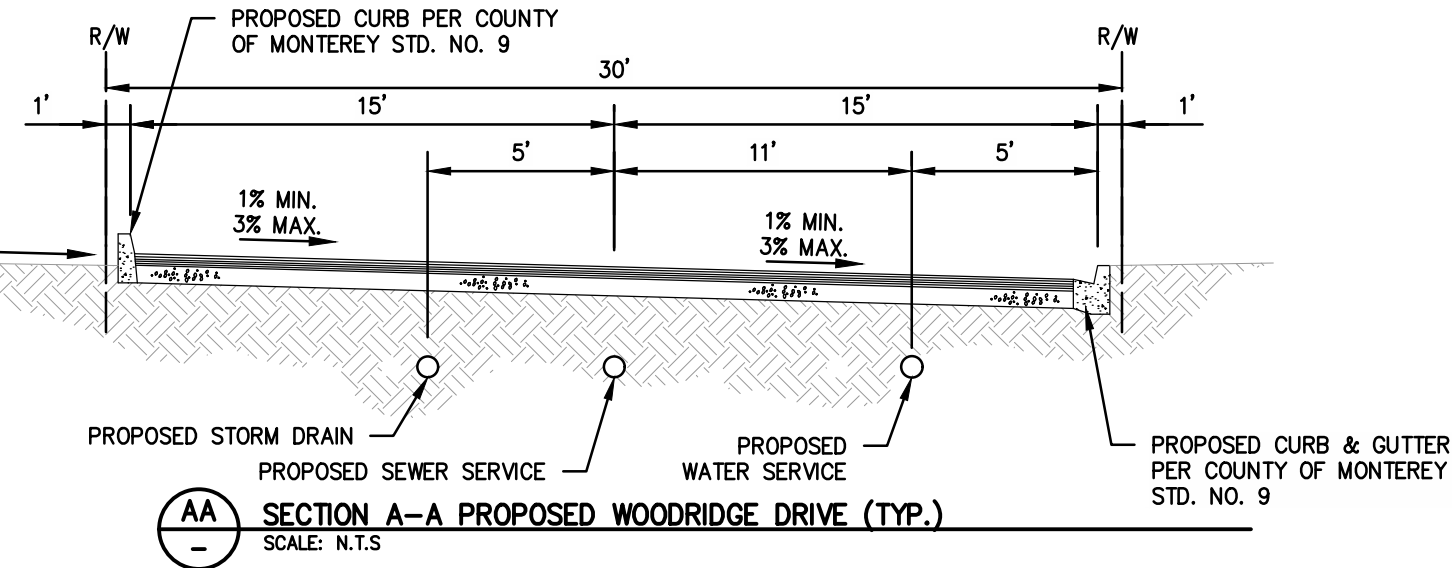 PROPOSED CURB PER COUNTY
OF MONTEREY STD. NO. 9
R/W
R/W
30'
1'
15'
15'
1'
5'
11'
5'
1% MIN.
3% MAX.
1% MIN.
3% MAX.
PROPOSED STORM DRAIN
PROPOSED SEWER SERVICE
PROPOSED
WATER SERVICE
PROPOSED CURB & GUTTER
PER COUNTY OF MONTEREY
STD. NO. 9
AA
-
SECTION A-A PROPOSED WOODRIDGE DRIVE (TYP.)
SCALE: N.T.S